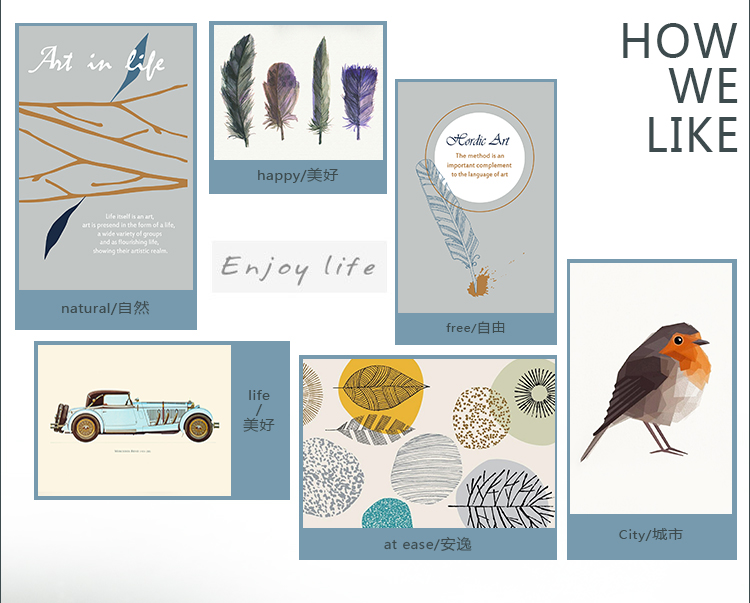 HOW
WE
LIKE
Art in life
Life itself is an art,
art is presend in the form of a life,
a wide variety of groups
and as flourishing life,
showing their artistic realm.
natural/自然
happy/美好
Enjoy life
Hordic Art
The method is an
important complement
to the language of art
free/自由
life
/
美好
at ease/安逸
City/城市